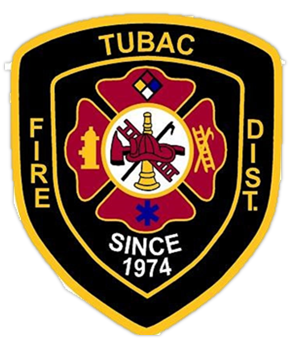 TUBAC
FIRE
DIST.
SINCE
1974